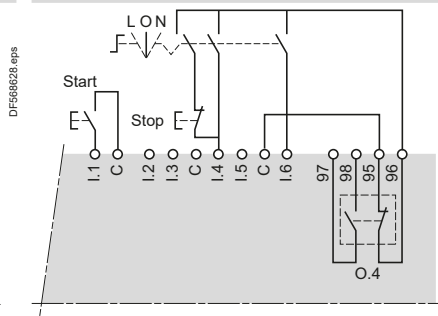 L O N
DF568628.eps
Start
Stop
I.1 C I.2 I.3 C I.4 I.5 C I.6 97 98 95 96
O.4